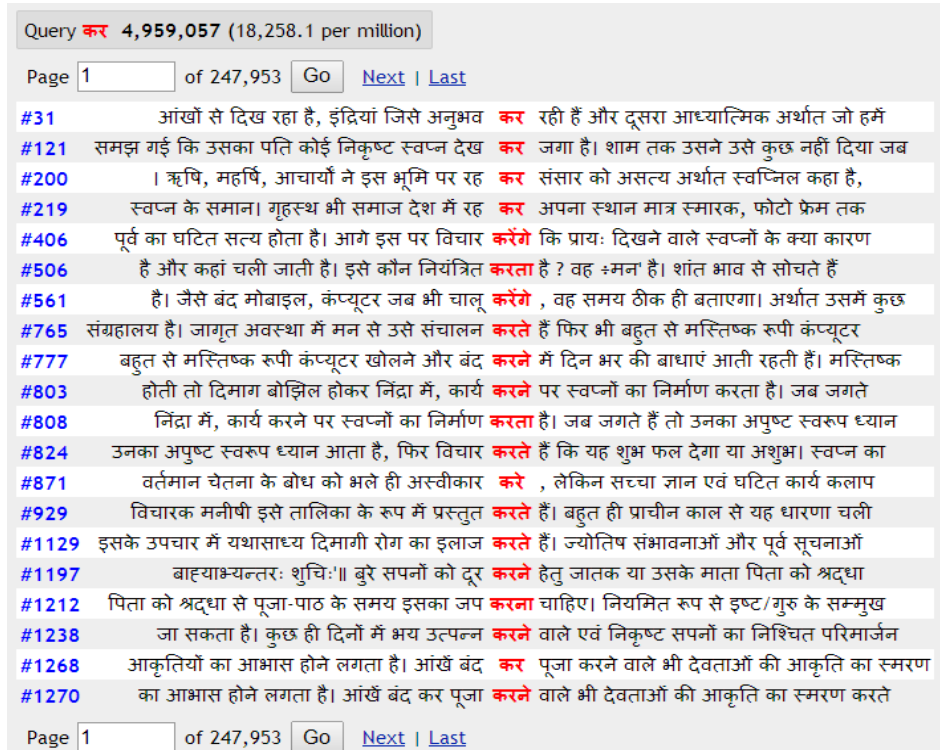 Query कर 4,959,057 (18,258.1 per million)
Page 1 of 247,953 Go Next | Last
#31 आंखों से दिख रहा है, इंद्रियां जिसे अनुभव कर रही हैं और दूसरा आध्यात्मिक अर्थात जो हमें
#121 समझ गई कि उसका पति कोई निकृष्ट स्वप्न देख कर जगा है। शाम तक उसने उसे कुछ नहीं दिया जब
#200 । ऋषि, महर्षि, आचार्यों ने इस भूमि पर रह कर संसार को असत्य अर्थात स्वप्निल कहा है,
#219 स्वप्न के समान। गृहस्थ भी समाज देश में रह कर अपना स्थान मात्र स्मारक, फोटो फ्रेम तक
#406 पूर्व का घटित सत्य होता है। आगे इस पर विचार करेंगे कि प्रायः दिखने वाले स्वप्नों के क्या कारण
#506 है और कहां चली जाती है। इसे कौन नियंत्रित करता है ? वह ÷मन' है। शांत भाव से सोचते हैं
#561 है। जैसे बंद मोबाइल, कंप्यूटर जब भी चालू करेंगे , वह समय ठीक ही बताएगा। अर्थात उसमें कुछ
#765 संग्रहालय है। जागृत अवस्था में मन से उसे संचालन करते हैं फिर भी बहुत से मस्तिष्क रूपी कंप्यूटर
#777 बहुत से मस्तिष्क रूपी कंप्यूटर खोलने और बंद करने में दिन भर की बाधाएं आती रहती हैं। मस्तिष्क
#803 होती तो दिमाग बोझिल होकर निंद्रा में, कार्य करने पर स्वप्नों का निर्माण करता है। जब जगते
#808 निंद्रा में, कार्य करने पर स्वप्नों का निर्माण करता है। जब जगते हैं तो उनका अपुष्ट स्वरूप ध्यान
#824 उनका अपुष्ट स्वरूप ध्यान आता है, फिर विचार करते हैं कि यह शुभ फल देगा या अशुभ। स्वप्न का
#871 वर्तमान चेतना के बोध को भले ही अस्वीकार करे , लेकिन सच्चा ज्ञान एवं घटित कार्य कलाप
#929 विचारक मनीषी इसे तालिका के रूप में प्रस्तुत करते हैं। बहुत ही प्राचीन काल से यह धारणा चली
#1129 इसके उपचार में यथासाध्य दिमागी रोग का इलाज करते हैं। ज्योतिष संभावनाओं और पूर्व सूचनाओं
#1197 बाह्याभ्यन्तरः शुचिः'॥ बुरे सपनों को दूर करने हेतु जातक या उसके माता पिता को श्रद्धा
#1212 पिता को श्रद्धा से पूजा-पाठ के समय इसका जप करना चाहिए। नियमित रूप से इष्ट/गुरु के सम्मुख
#1238 जा सकता है। कुछ ही दिनों में भय उत्पन्न करने वाले एवं निकृष्ट सपनों का निश्चित परिमार्जन
#1268 आकृतियों का आभास होने लगता है। आंखें बंद कर पूजा करने वाले भी देवताओं की आकृति का स्मरण
#1270 का आभास होने लगता है। आंखें बंद कर पूजा करने वाले भी देवताओं की आकृति का स्मरण करते
Page 1 of 247,953 Go Next | Last